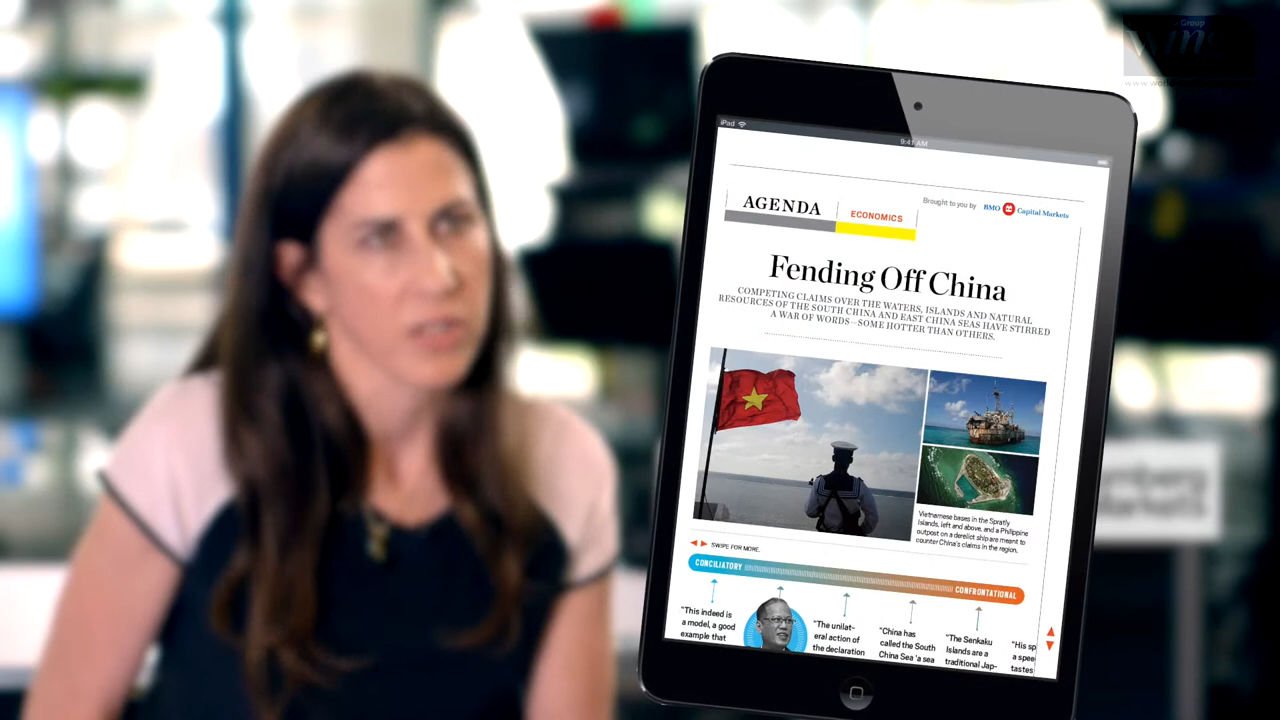 Group
win
iPad
9:41 AM
AGENDA
ECONOMICS
Brought to you by BMO Capital Markets
Fending Off China
COMPETING CLAIMS OVER THE WATERS, ISLANDS AND NATURAL
RESOURCES OF THE SOUTH CHINA AND EAST CHINA SEAS HAVE STIRRED
A WAR OF WORDS—SOME HOTTER THAN OTHERS.
Vietnamese bases in the Spratly
Islands, left and above, and a Philippine
outpost on a derelict ship are meant to
counter China's claims in the region.
SWIPE FOR MORE.
CONCILIATORY
CONFRONTATIONAL
"This indeed is
a model, a good
example that
"The unilat-
eral action of
the declaration
"China has
called the South
China Sea 'a sea
"The Senkaku
Islands are a
traditional Jap-
"His sp
a spee
tastes